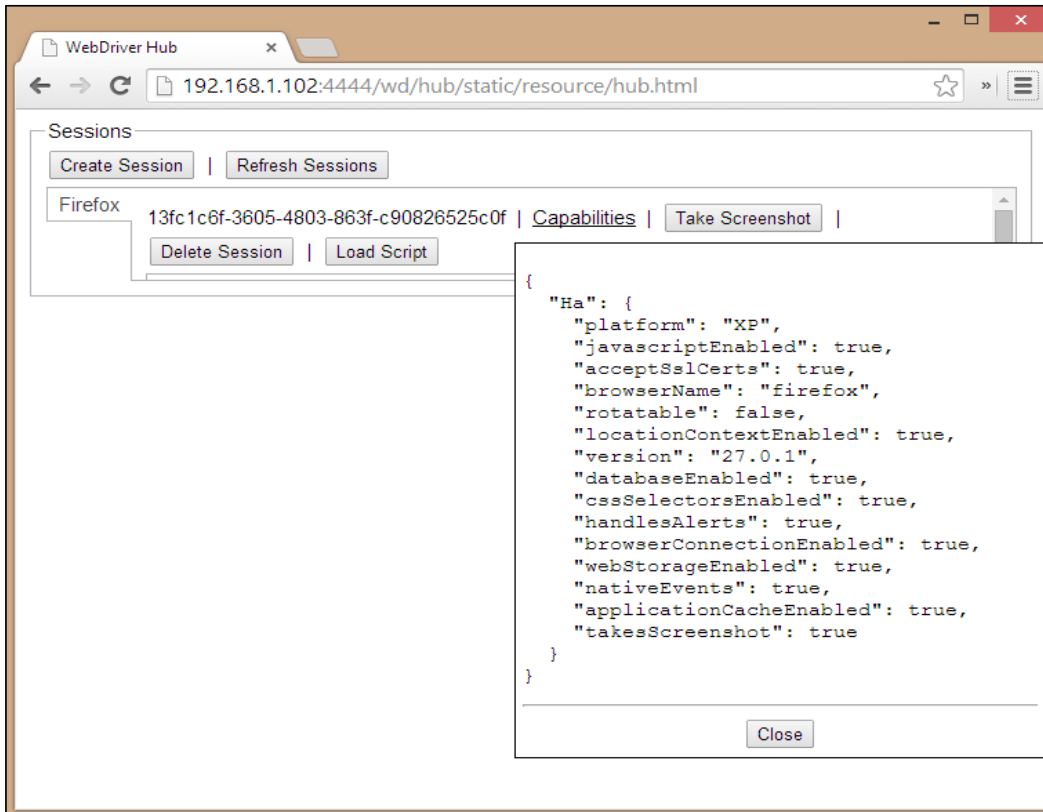 WebDriver Hub
192.168.1.102:4444/wd/hub/static/resource/hub.html
Sessions
Create Session | Refresh Sessions
Firefox
13fc1c6f-3605-4803-863f-c90826525c0f | Capabilities | Take Screenshot |
Delete Session | Load Script
{
"Ha": {
"platform": "XP",
"javascriptEnabled": true,
"acceptSslCerts": true,
"browserName": "firefox",
"rotatable": false,
"locationContextEnabled": true,
"version": "27.0.1",
"databaseEnabled": true,
"cssSelectorsEnabled": true,
"handlesAlerts": true,
"browserConnectionEnabled": true,
"webStorageEnabled": true,
"nativeEvents": true,
"applicationCacheEnabled": true,
"takesScreenshot": true
}
}
Close